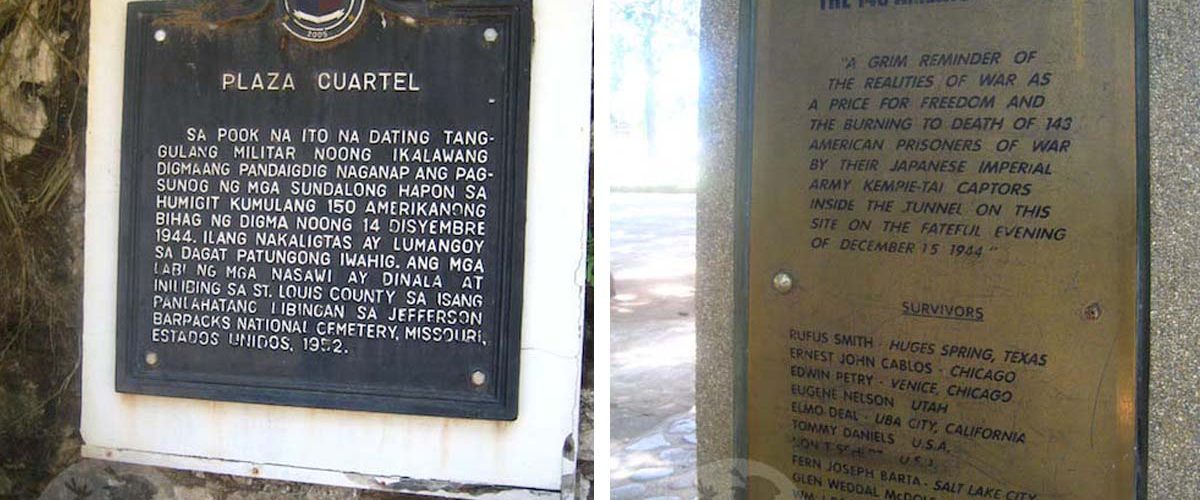 2005
PLAZA CUARTEL
SA POOK NA ITO NA DATING TANG-
GULANG MILITAR NOONG IKALAWANG
DIGMAANG PANDAIGDIG NAGANAP ANG PAG-
SUNOG NG MGA SUNDALONG HAPON SA
HUMIGIT KUMULANG 150 AMERIKANONG
BIHAG NG DIGMA NOONG 14 DISYEMBRE
1944. ILANG NAKALIGTAS AY LUMANGOY
SA DAGAT PATUNGONG IWAHIG. ANG MGA
LABI NG MGA NASAWI AY DINALA AT
INILIBING SA ST. LOUIS COUNTY SA ISANG
PANLAHATANG LIBINGAN SA JEFFERSON
BARPACKS NATIONAL CEMETERY, MISSOURI,
ESTADOS UNIDOS, 1952.
THE 143
"A GRIM REMINDER OF
THE REALITIES OF WAR AS
A PRICE FOR FREEDOM AND
THE BURNING TO DEATH OF 143
AMERICAN PRISONERS OF WAR
BY THEIR JAPANESE IMPERIAL
ARMY KEMPIE-TAI CAPTORS
INSIDE THE TUNNEL ON THIS
SITE ON THE FATEFUL EVENING
OF DECEMBER 15 1944"
SURVIVORS
RUFUS SMITH - HUGES SPRING, TEXAS
ERNEST JOHN CABLOS - CHICAGO
EDWIN PETRY - VENICE, CHICAGO
EUGENE NELSON UTAH
ELMO DEAL - UBA CITY, CALIFORNIA
TOMMY DANIELS U.S.A.
U.S.A.
FERN JOSEPH BARTA - SALT LAKE CITY
GLEN WEDDAL